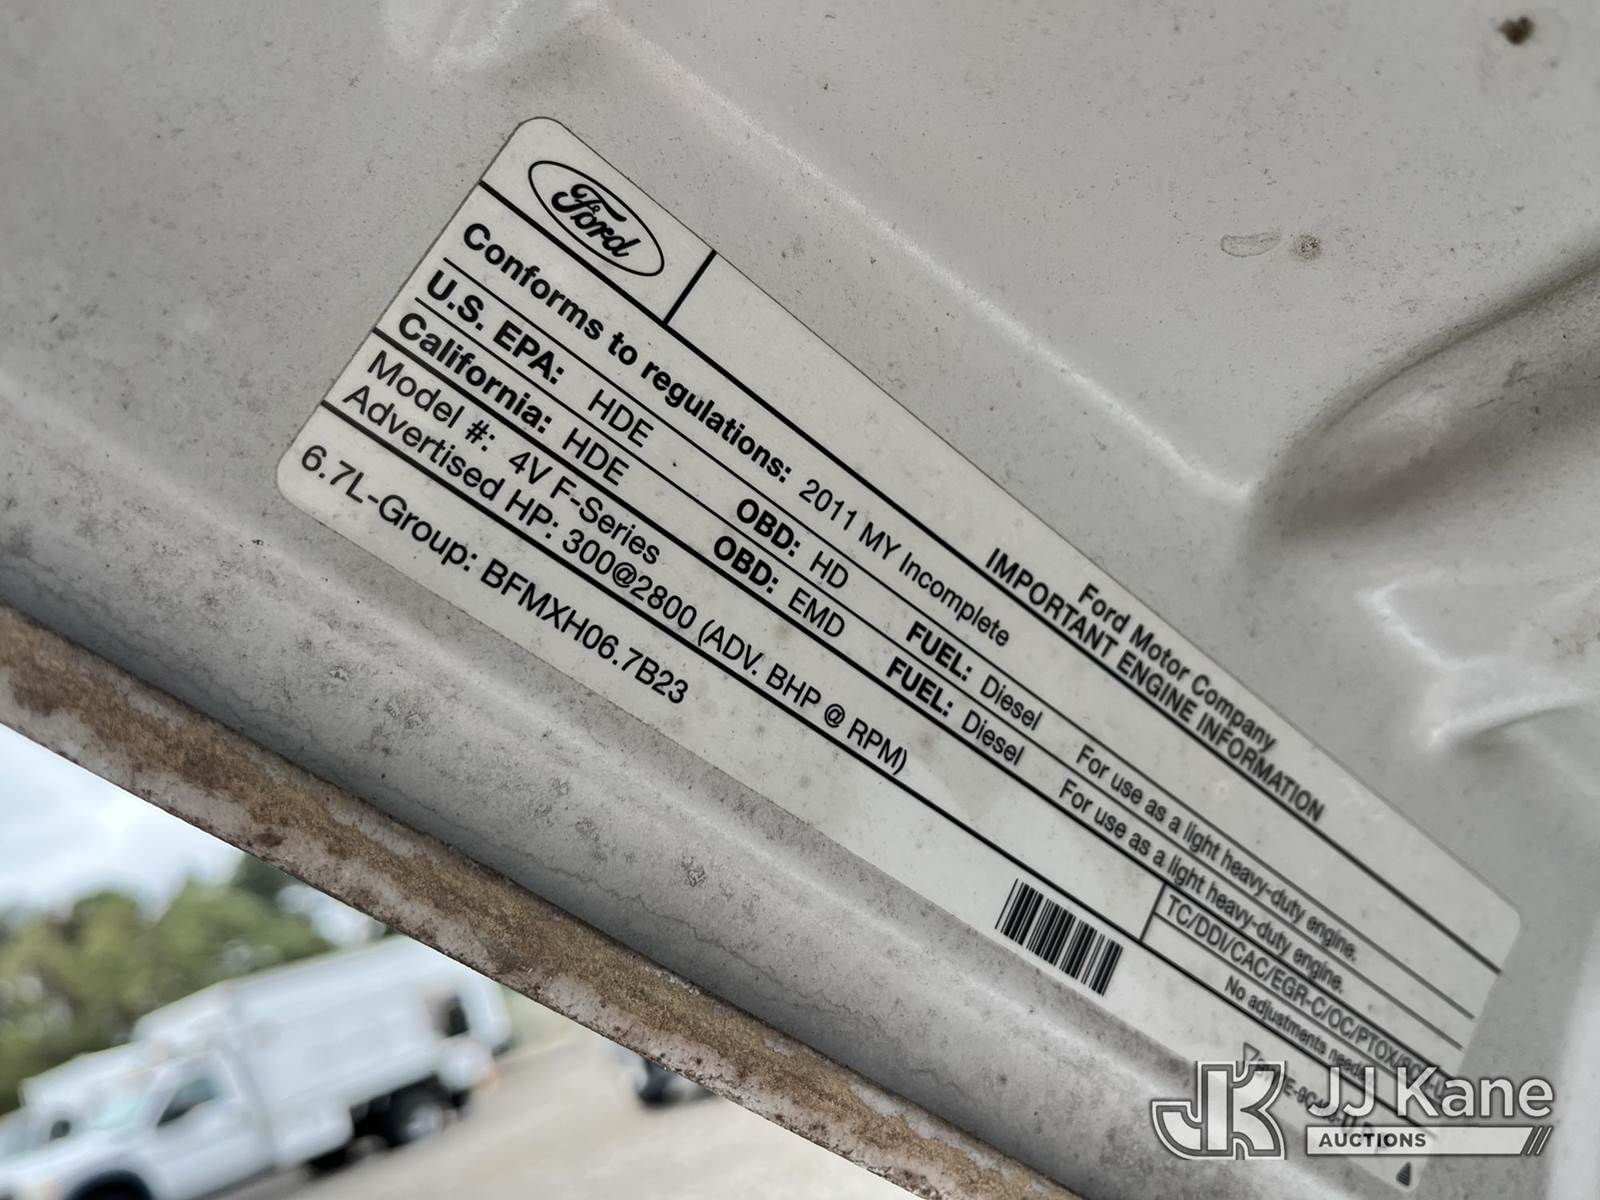 Ford
Ford Motor Company
IMPORTANT ENGINE INFORMATION
Conforms to regulations: 2011 MY Incomplete
U.S. EPA: HDE OBD: HD FUEL: Diesel For use as a light heavy-duty engine.
California: HDE OBD: EMD FUEL: Diesel For use as a light heavy-duty engine.
Model #: 4V F-Series
TC/DDI/CAC/EGR-C/OC/PTOX/
Advertised HP: 300@2800 (ADV. BHP @ RPM)
No adjustments
6.7L-Group: BFMXH06.7B23
JJ Kane
AUCTIONS